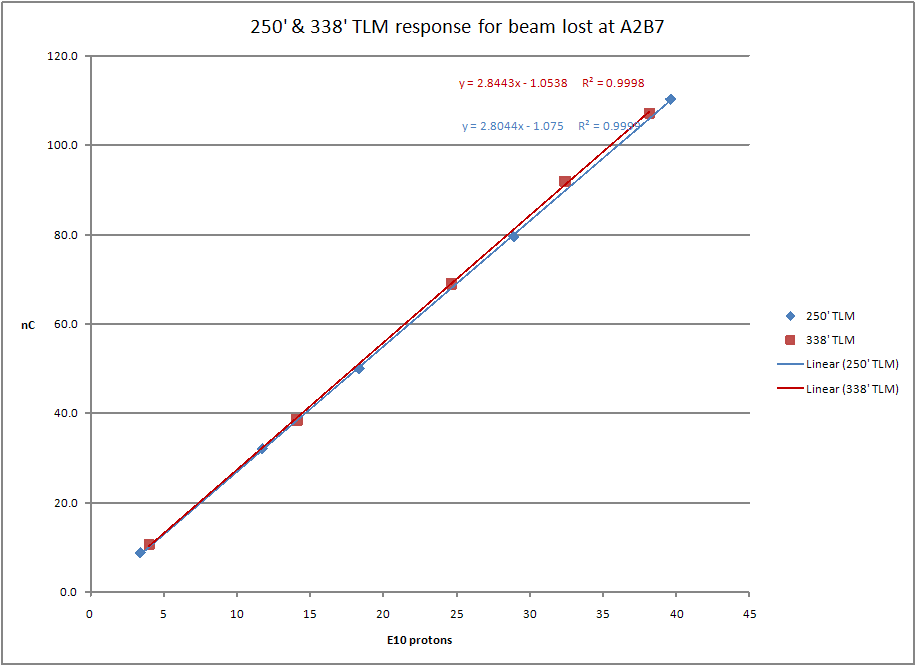 250' & 338' TLM response for beam lost at A2B7
120.0
y = 2.8443x - 1.0538 R² = 0.9998
y = 2.8044x - 1.075 R² = 0.9999
100.0
80.0
60.0
nC
40.0
20.0
0.0
0 5 10 15 20 25 30 35 40 45
E10 protons
250' TLM
338' TLM
Linear (250' TLM)
Linear (338' TLM)